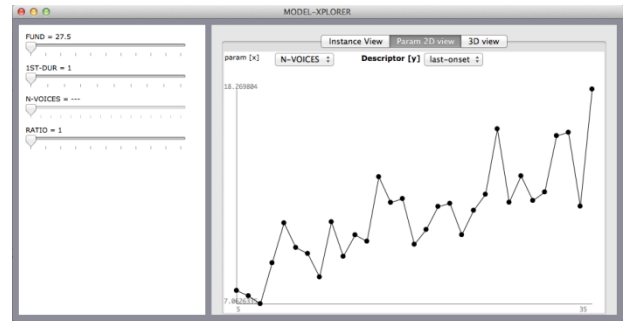 MODEL-XPLORER
FUND = 27.5
1ST-DUR = 1
N-VOICES = ---
RATIO = 1
Instance View Param 2D view 3D view
param [x] N-VOICES Descriptor [y] last-onset
18.269884
5 35